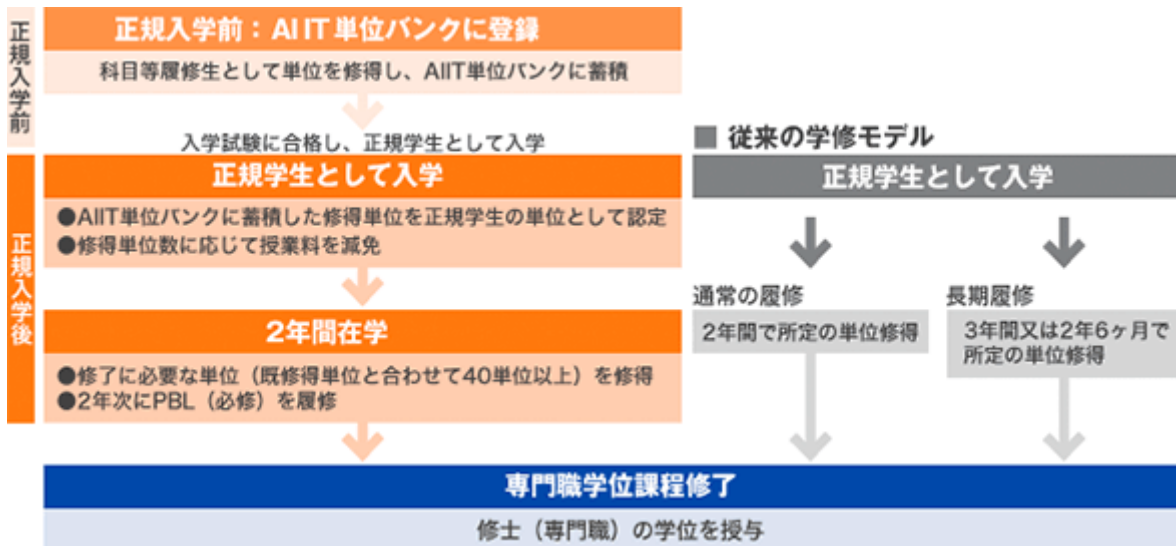 正規入学前
正規入学前：AIIT単位バンクに登録
科目等履修生として単位を修得し、AIIT単位バンクに蓄積
入学試験に合格し、正規学生として入学
正規入学後
正規学生として入学
●AIIT単位バンクに蓄積した修得単位を正規学生の単位として認定
●修得単位数に応じて授業料を減免
2年間在学
●修了に必要な単位（既修得単位と合わせて40単位以上）を修得
●2年次にPBL（必修）を履修
■ 従来の学修モデル
正規学生として入学
通常の履修
2年間で所定の単位修得
長期履修
3年間又は2年6ヶ月で
所定の単位修得
専門職学位課程修了
修士（専門職）の学位を授与